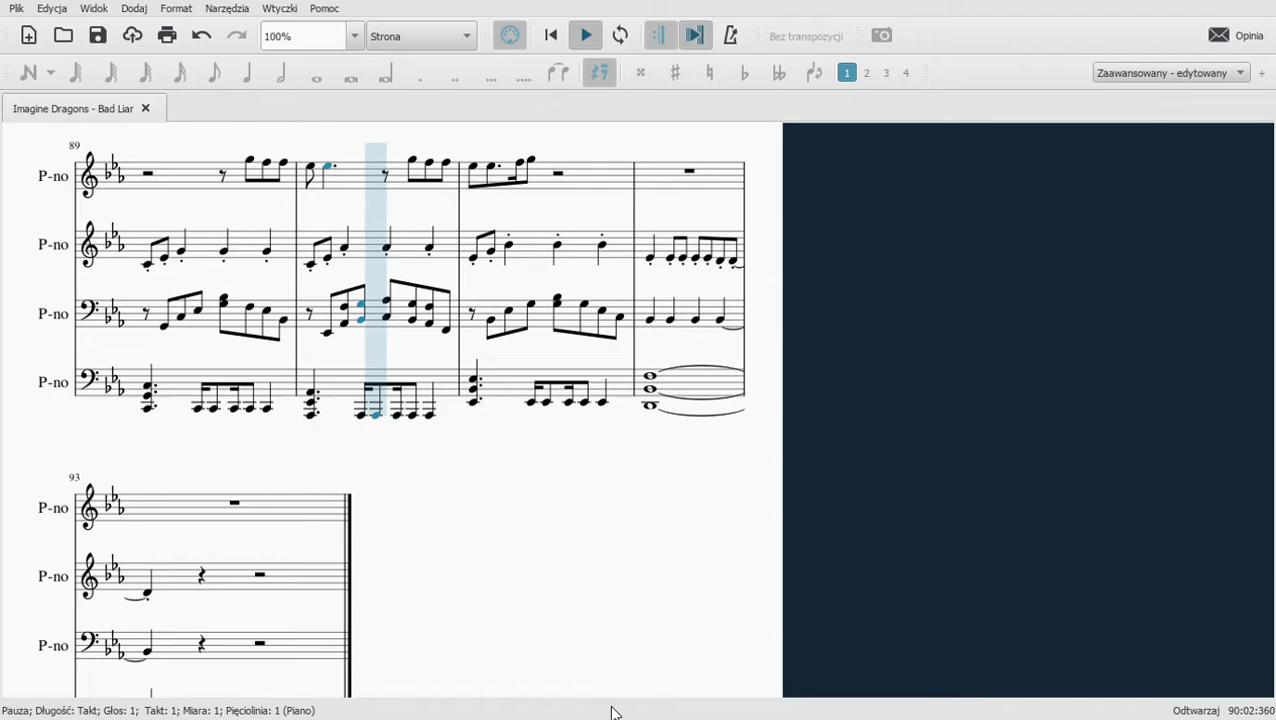 Plik Edycja Widok Dodaj Format Narzędzia Wtyczki Pomoc
100% Strona Bez transpozycji Opinia
1 2 3 4 Zaawansowany - edytowany
Imagine Dragons - Bad Liar
89
P-no
P-no
P-no
P-no
93
P-no
P-no
P-no
Pauza; Długość: Takt; Głos: 1; Takt: 1; Miara: 1; Pięciolinia: 1 (Piano) Odtwarzaj 90:02:360